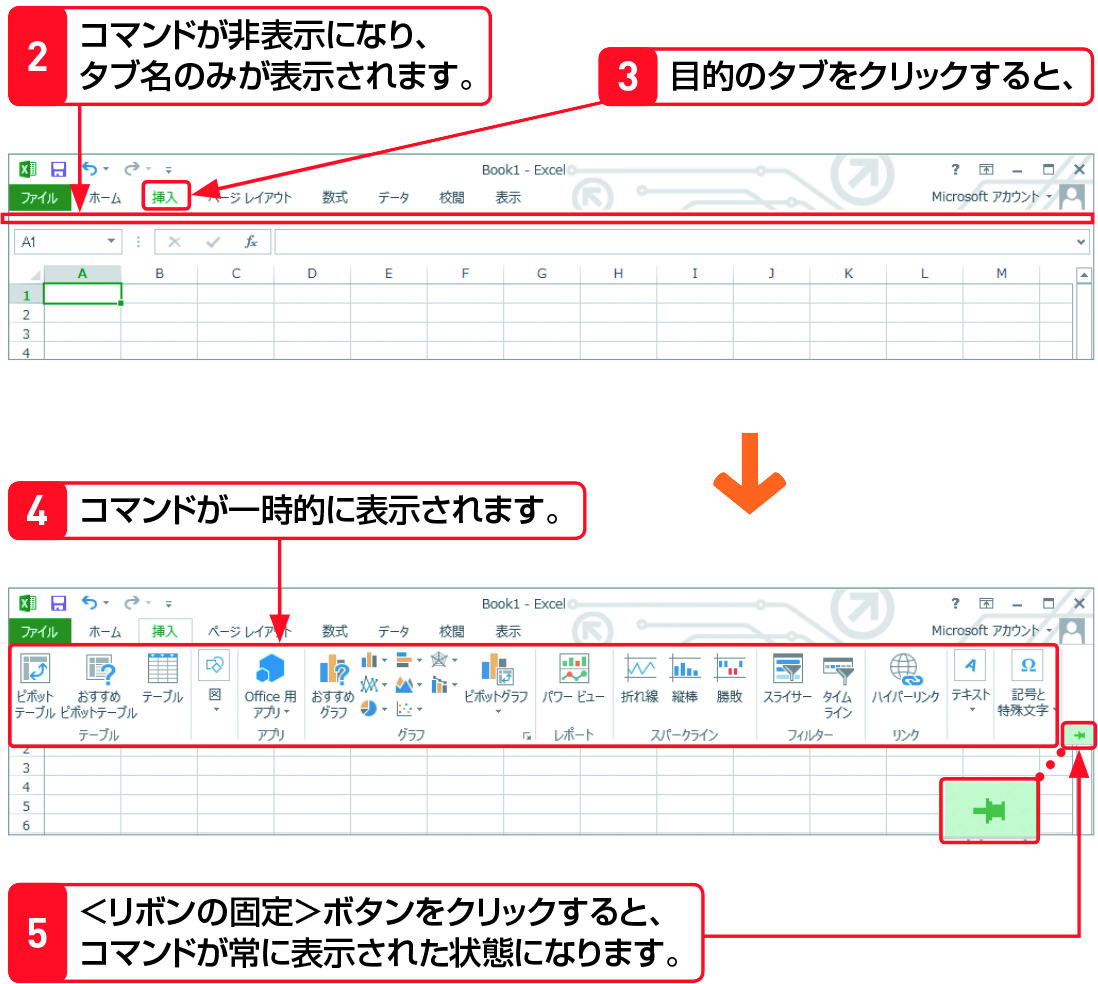 2
コマンドが非表示になり、
タブ名のみが表示されます。
3
目的のタブをクリックすると、
Book1 - Excel
?
ファイル ホーム 挿入 ページ レイアウト 数式 データ 校閲 表示 Microsoft アカウント
A1 fx
A B C D E F G H I J K L M
1
2
3
4
4
コマンドが一時的に表示されます。
Book1 - Excel
?
ファイル ホーム 挿入 ページ レイアウト 数式 データ 校閲 表示 Microsoft アカウント
ピボット
テーブル
おすすめ
ピボットテーブル
テーブル
テーブル
図
Office 用
アプリ
アプリ
おすすめ
グラフ
ピボットグラフ
グラフ
パワー ビュー
レポート
折れ線 縦棒 勝敗
スパークライン
スライサー
タイム
ライン
フィルター
ハイパーリンク
リンク
テキスト
記号と
特殊文字
2
3
4
5
6
5
＜リボンの固定＞ボタンをクリックすると、
コマンドが常に表示された状態になります。